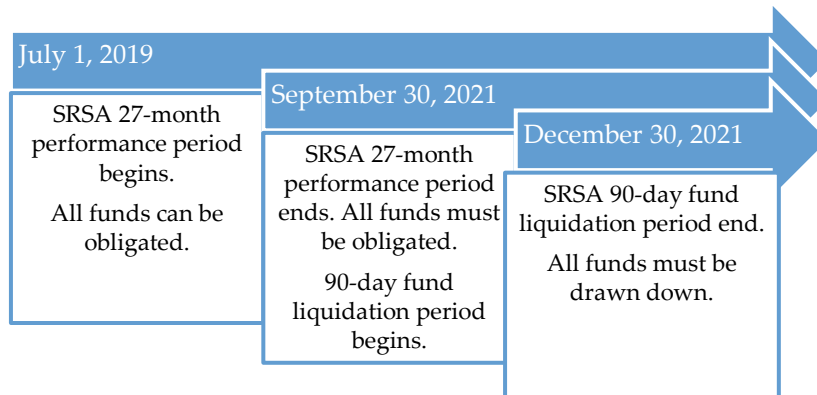 July 1, 2019
SRSA 27-month
performance period
begins.
All funds can be
obligated.
September 30, 2021
SRSA 27-month
performance period
ends. All funds must
be obligated.
90-day fund
liquidation period
begins.
December 30, 2021
SRSA 90-day fund
liquidation period end.
All funds must be
drawn down.